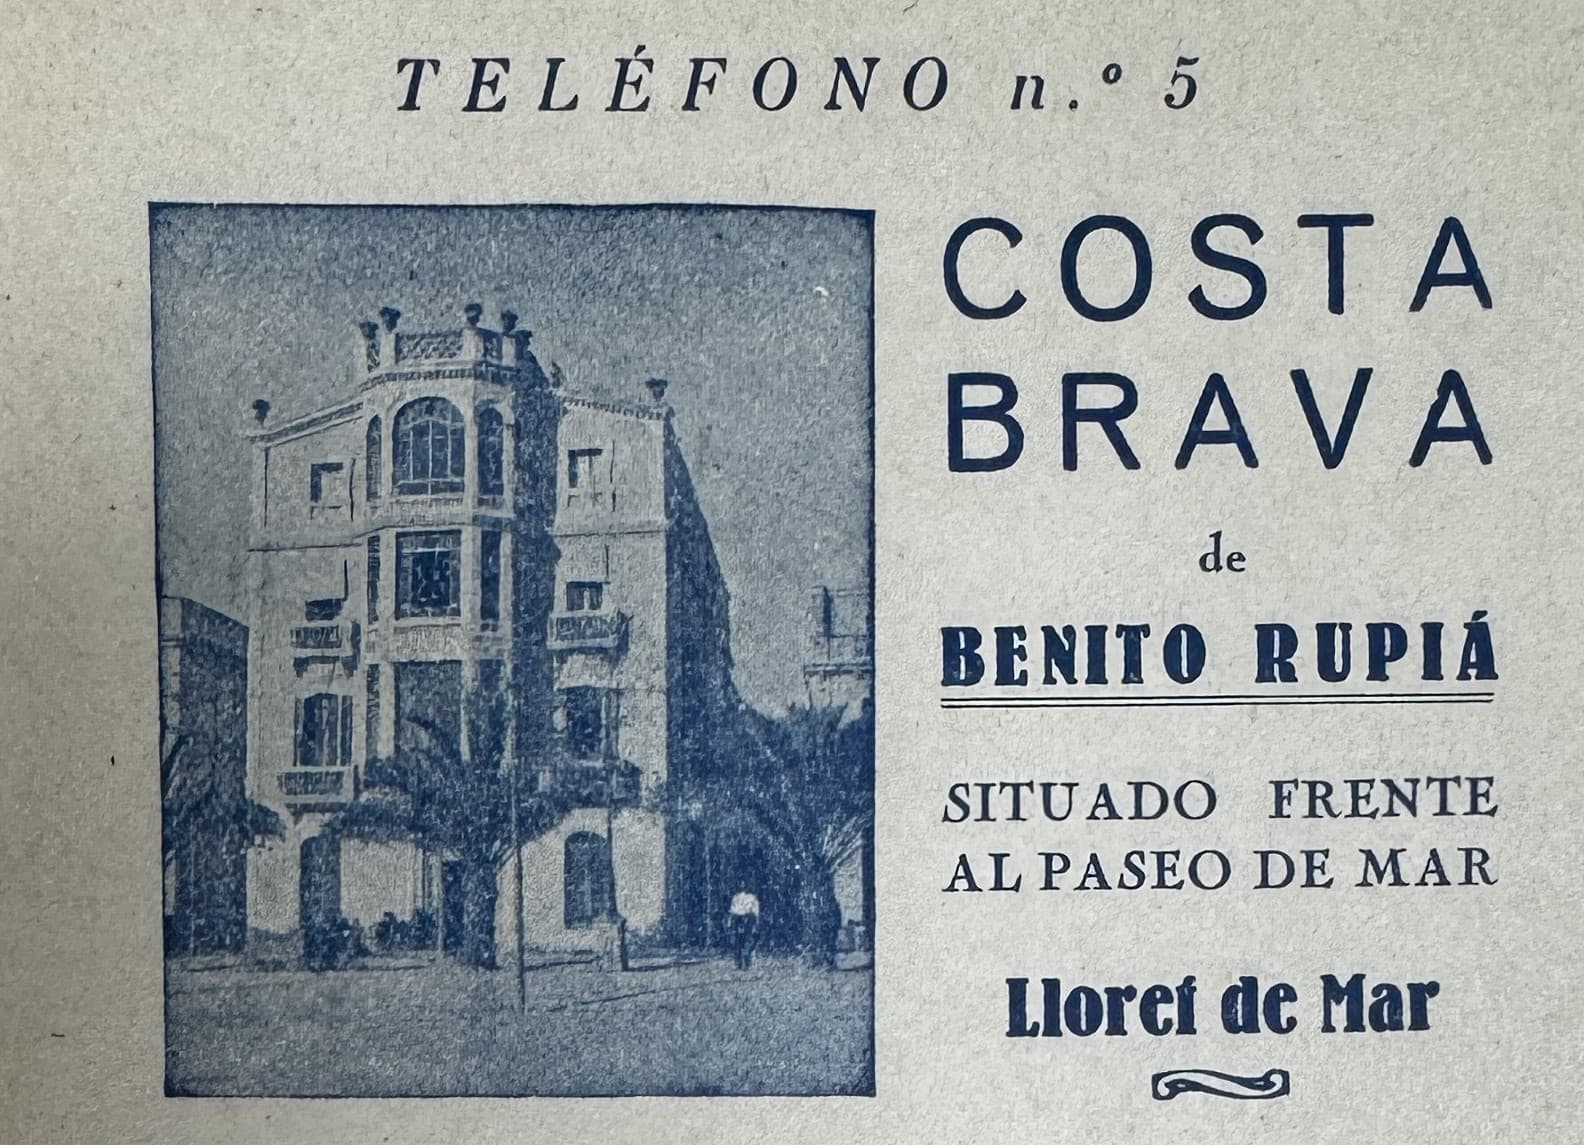 TELÉFONO n.º 5
COSTA
BRAVA
de
BENITO RUPIÁ
SITUADO FRENTE
AL PASEO DE MAR
Lloret de Mar